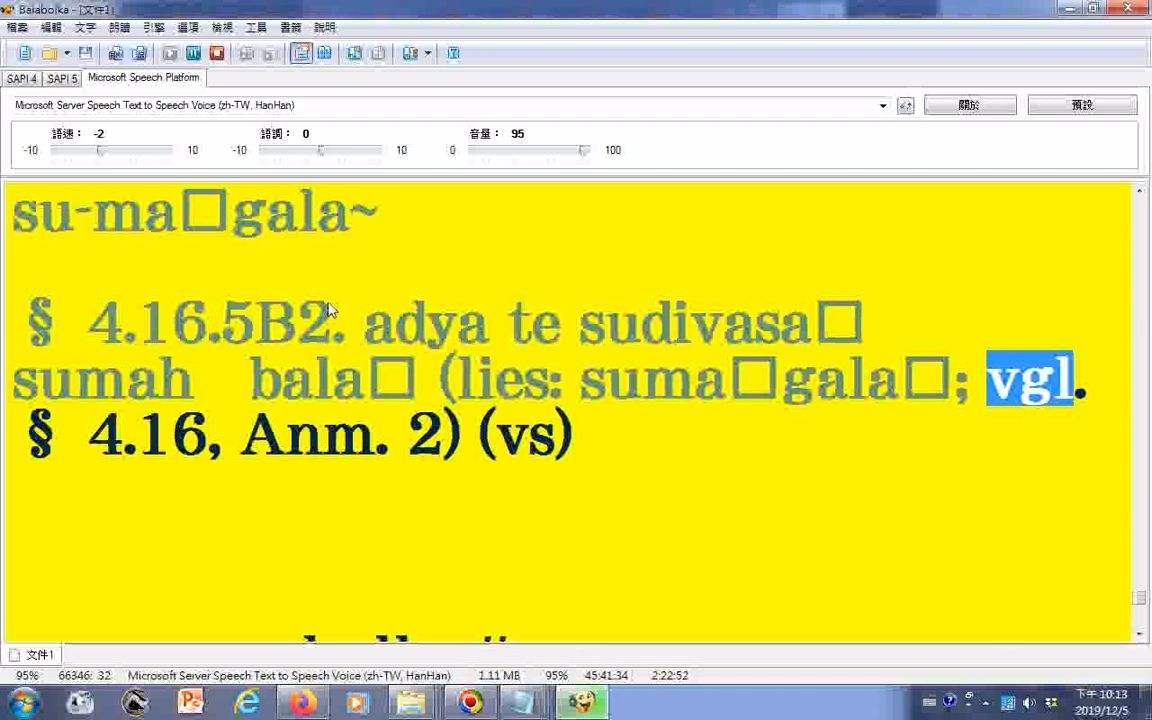 Balabolka - [文件1]
檔案 編輯 文字 朗讀 引擎 選項 檢視 工具 書籤 說明
SAPI 4 SAPI 5 Microsoft Speech Platform
Microsoft Server Speech Text to Speech Voice (zh-TW, HanHan) 關於 預設
語速： -2 語調： 0 音量： 95
-10 10 -10 10 0 100
su-ma□gala~
§ 4.16.5B2. adya te sudivasa□
sumah bala□ (lies: suma□gala□; vgl.
§ 4.16, Anm. 2) (vs)
文件1
95% 66346: 32 Microsoft Server Speech Text to Speech Voice (zh-TW, HanHan) 1.11 MB 95% 45:41:34 2:22:52
下午 10:13
2019/12/5